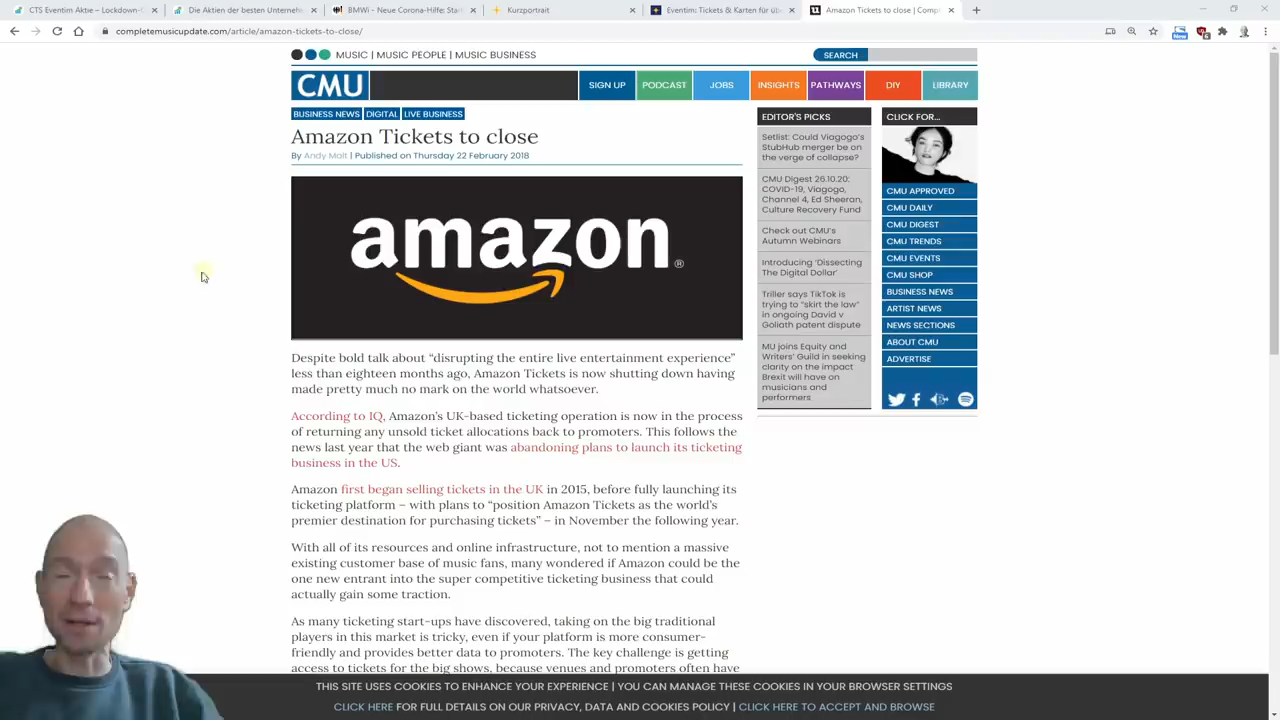 CTS Eventim Aktie – Lockdown-
Die Aktien der besten Unternehm
BMWi - Neue Corona-Hilfe: Sta
Kurzportrait
Eventim: Tickets & Karten für üb
Amazon Tickets to close | Comp
completemusicupdate.com/article/amazon-tickets-to-close/
New
MUSIC | MUSIC PEOPLE | MUSIC BUSINESS
SEARCH
CMU
SIGN UP
PODCAST
JOBS
INSIGHTS
PATHWAYS
DIY
LIBRARY
BUSINESS NEWS
DIGITAL
LIVE BUSINESS
Amazon Tickets to close
By Andy Malt | Published on Thursday 22 February 2018
amazon®
Despite bold talk about “disrupting the entire live entertainment experience”
less than eighteen months ago, Amazon Tickets is now shutting down having
made pretty much no mark on the world whatsoever.
According to IQ, Amazon’s UK-based ticketing operation is now in the process
of returning any unsold ticket allocations back to promoters. This follows the
news last year that the web giant was abandoning plans to launch its ticketing
business in the US.
Amazon first began selling tickets in the UK in 2015, before fully launching its
ticketing platform – with plans to “position Amazon Tickets as the world’s
premier destination for purchasing tickets” – in November the following year.
With all of its resources and online infrastructure, not to mention a massive
existing customer base of music fans, many wondered if Amazon could be the
one new entrant into the super competitive ticketing business that could
actually gain some traction.
As many ticketing start-ups have discovered, taking on the big traditional
players in this market is tricky, even if your platform is more consumer-
friendly and provides better data to promoters. The key challenge is getting
access to tickets for the big shows, because venues and promoters often have
EDITOR'S PICKS
Setlist: Could Viagogo's
StubHub merger be on
the verge of collapse?
CMU Digest 26.10.20:
COVID-19, Viagogo,
Channel 4, Ed Sheeran,
Culture Recovery Fund
Check out CMU's
Autumn Webinars
Introducing ‘Dissecting
The Digital Dollar’
Triller says TikTok is
trying to “skirt the law”
in ongoing David v
Goliath patent dispute
MU joins Equity and
Writers’ Guild in seeking
clarity on the impact
Brexit will have on
musicians and
performers
CLICK FOR...
CMU APPROVED
CMU DAILY
CMU DIGEST
CMU TRENDS
CMU EVENTS
CMU SHOP
BUSINESS NEWS
ARTIST NEWS
NEWS SECTIONS
ABOUT CMU
ADVERTISE
THIS SITE USES COOKIES TO ENHANCE YOUR EXPERIENCE | YOU CAN MANAGE THESE COOKIES IN YOUR BROWSER SETTINGS
CLICK HERE FOR FULL DETAILS ON OUR PRIVACY, DATA AND COOKIES POLICY | CLICK HERE TO ACCEPT AND BROWSE